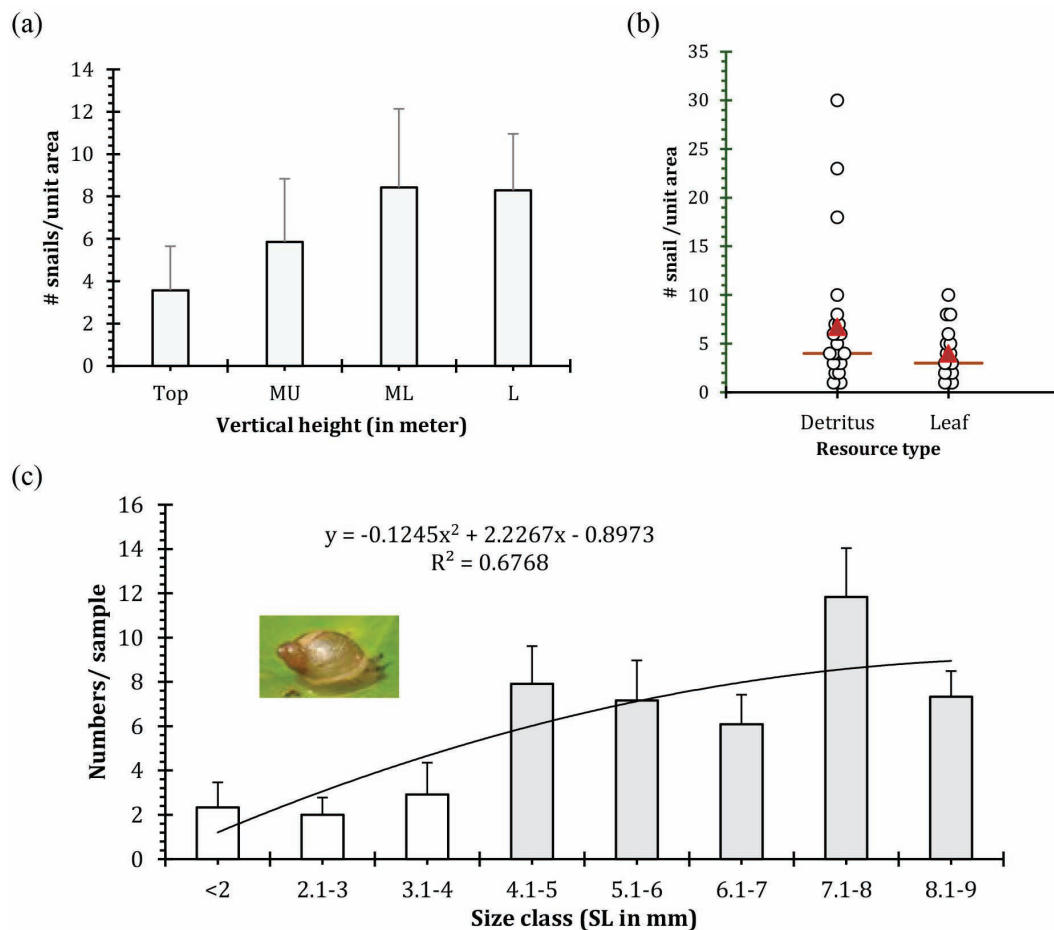 (a)
14
12
10
8
6
4
2
0
# snails/unit area
Top MU ML L
Vertical height (in meter)
(b)
35
30
25
20
15
10
5
0
# snail /unit area
Detritus Leaf
Resource type
(c)
16
14
12
10
8
6
4
2
0
Numbers/ sample
y = -0.1245x² + 2.2267x - 0.8973
R² = 0.6768
<2 2.1-3 3.1-4 4.1-5 5.1-6 6.1-7 7.1-8 8.1-9
Size class (SL in mm)